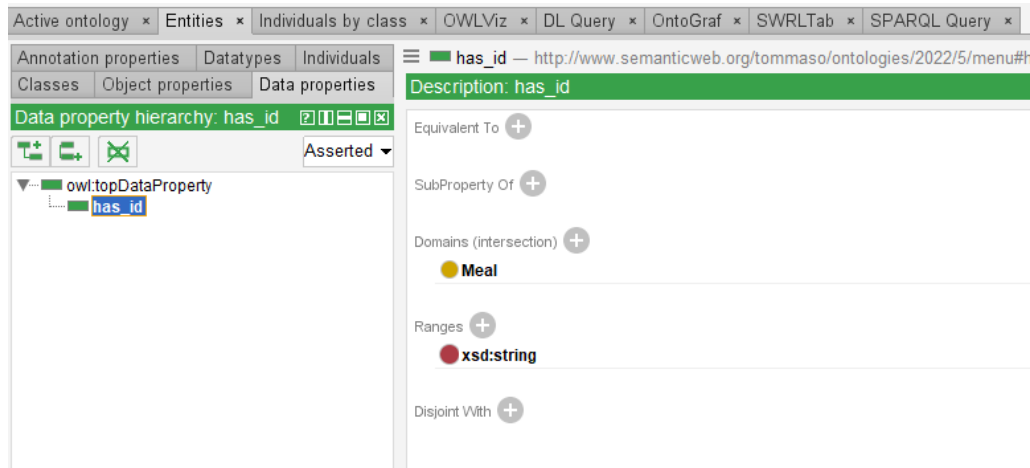 Active ontology × Entities × Individuals by class × OWLViz × DL Query × OntoGraf × SWRLTab × SPARQL Query ×
Annotation properties Datatypes Individuals
Classes Object properties Data properties
Data property hierarchy: has_id
Asserted
owl:topDataProperty
has_id
has_id — http://www.semanticweb.org/tommaso/ontologies/2022/5/menu#h
Description: has_id
Equivalent To
SubProperty Of
Domains (intersection)
Meal
Ranges
xsd:string
Disjoint With